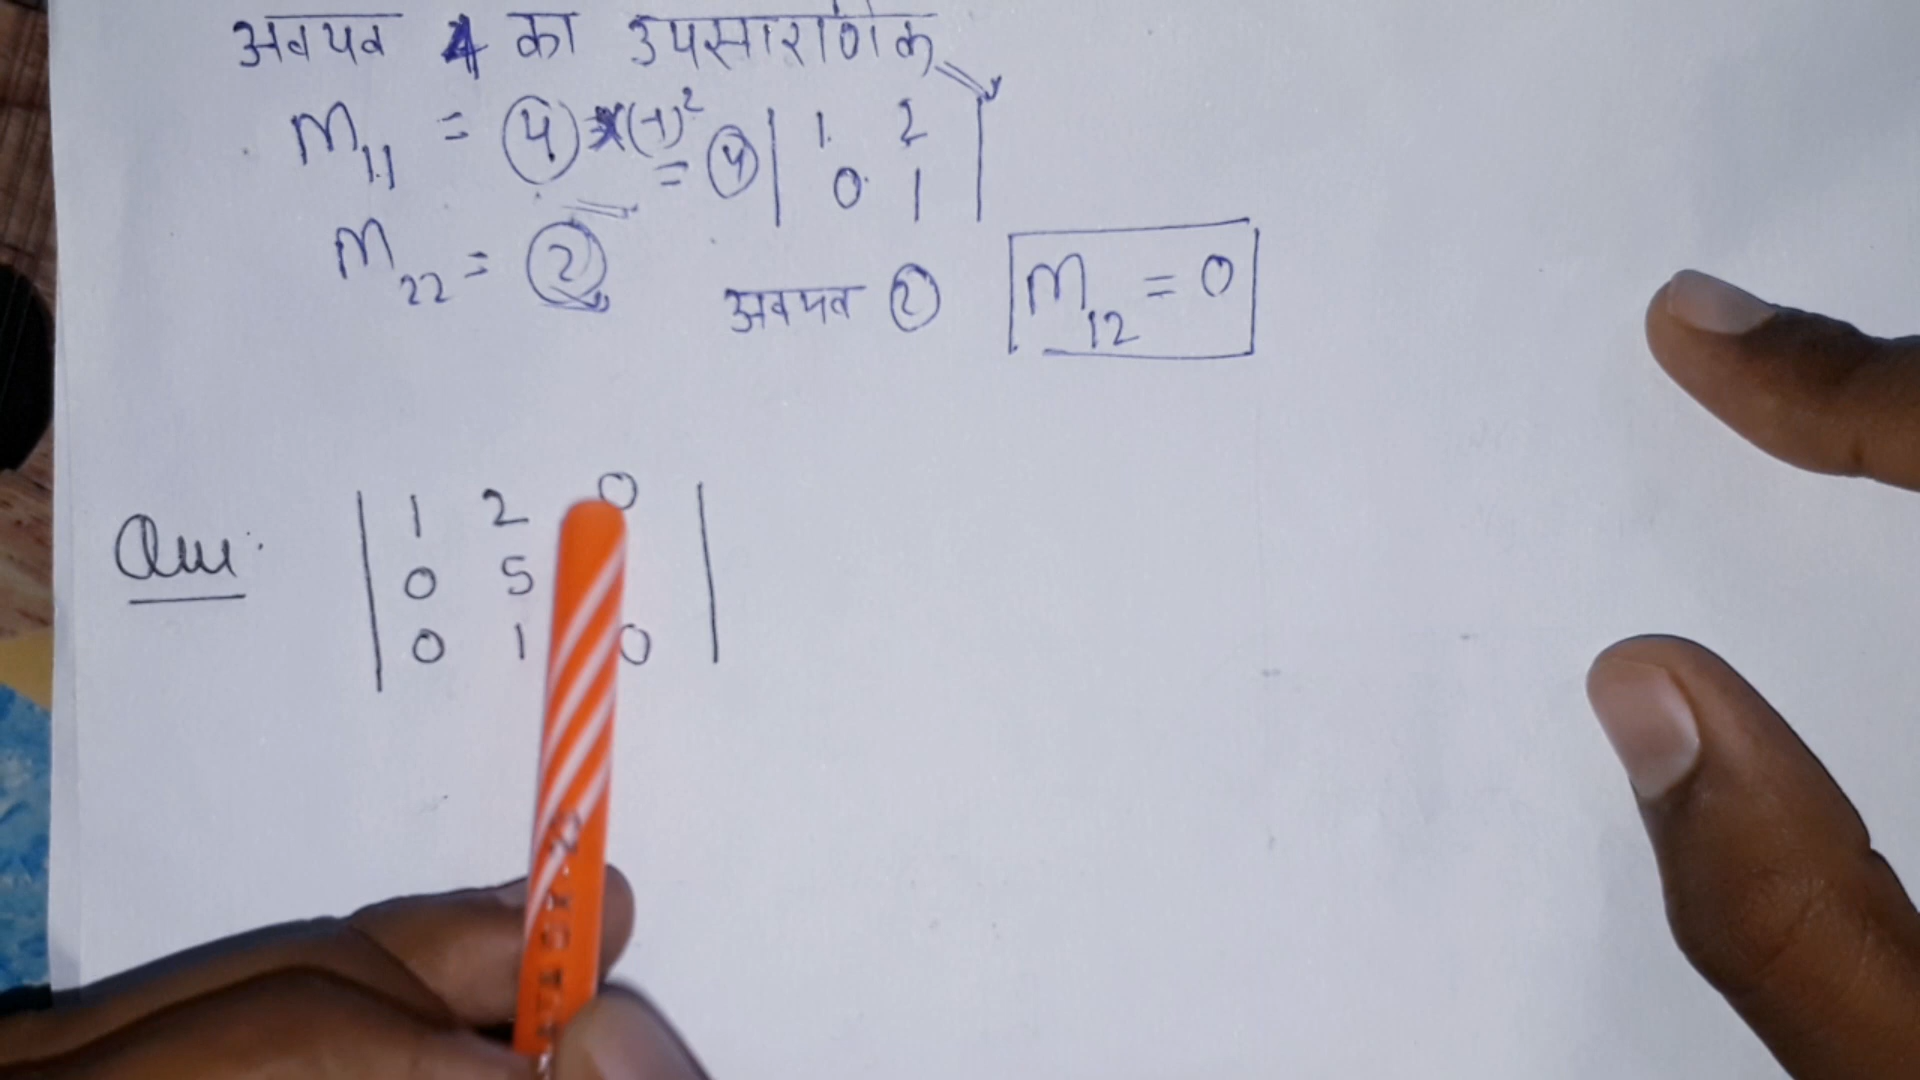 अवयव 4 का उपसारणिक
M11 = 4 × (-1)² = 4 | 1 2 |
| 0 1 |
M22 = 2
अवयव 2 M12 = 0
Que. | 1 2 0 |
0 5
0 1 0